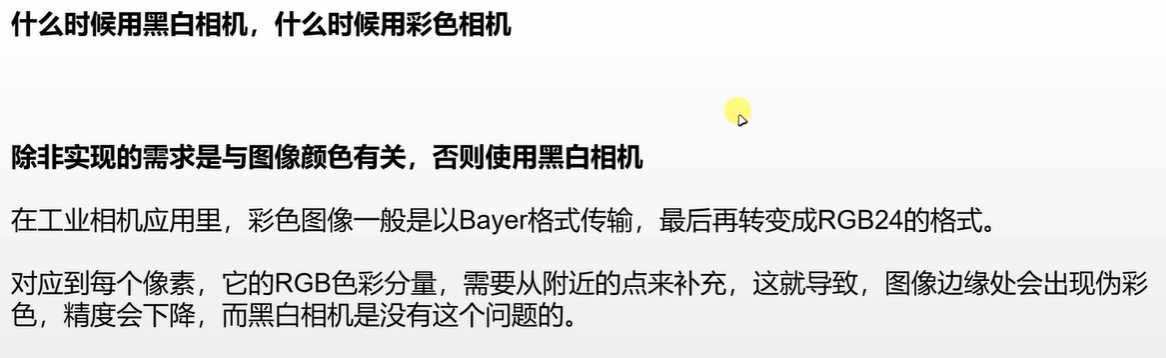 什么时候用黑白相机，什么时候用彩色相机
除非实现的需求是与图像颜色有关，否则使用黑白相机
在工业相机应用里，彩色图像一般是以Bayer格式传输，最后再转变成RGB24的格式。
对应到每个像素，它的RGB色彩分量，需要从附近的点来补充，这就导致，图像边缘处会出现伪彩
色，精度会下降，而黑白相机是没有这个问题的。